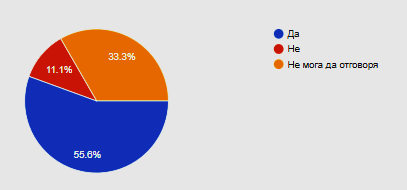 33.3%
11.1%
55.6%
Да
Не
Не мога да отговоря